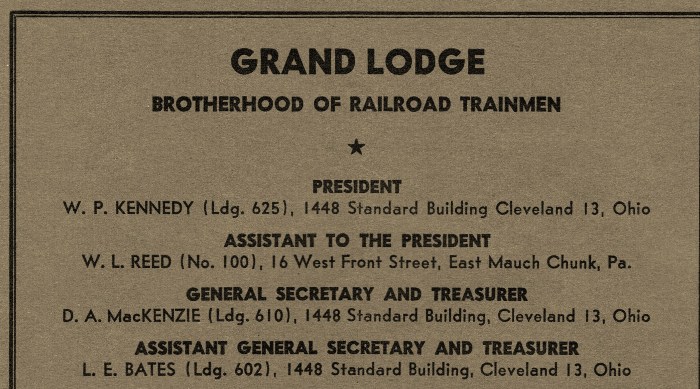 GRAND LODGE
BROTHERHOOD OF RAILROAD TRAINMEN
PRESIDENT
W. P. KENNEDY (Ldg. 625), 1448 Standard Building Cleveland 13, Ohio
ASSISTANT TO THE PRESIDENT
W. L. REED (No. 100), 16 West Front Street, East Mauch Chunk, Pa.
GENERAL SECRETARY AND TREASURER
D. A. MacKENZIE (Ldg. 610), 1448 Standard Building, Cleveland 13, Ohio
ASSISTANT GENERAL SECRETARY AND TREASURER
L. E. BATES (Ldg. 602), 1448 Standard Building, Cleveland 13, Ohio